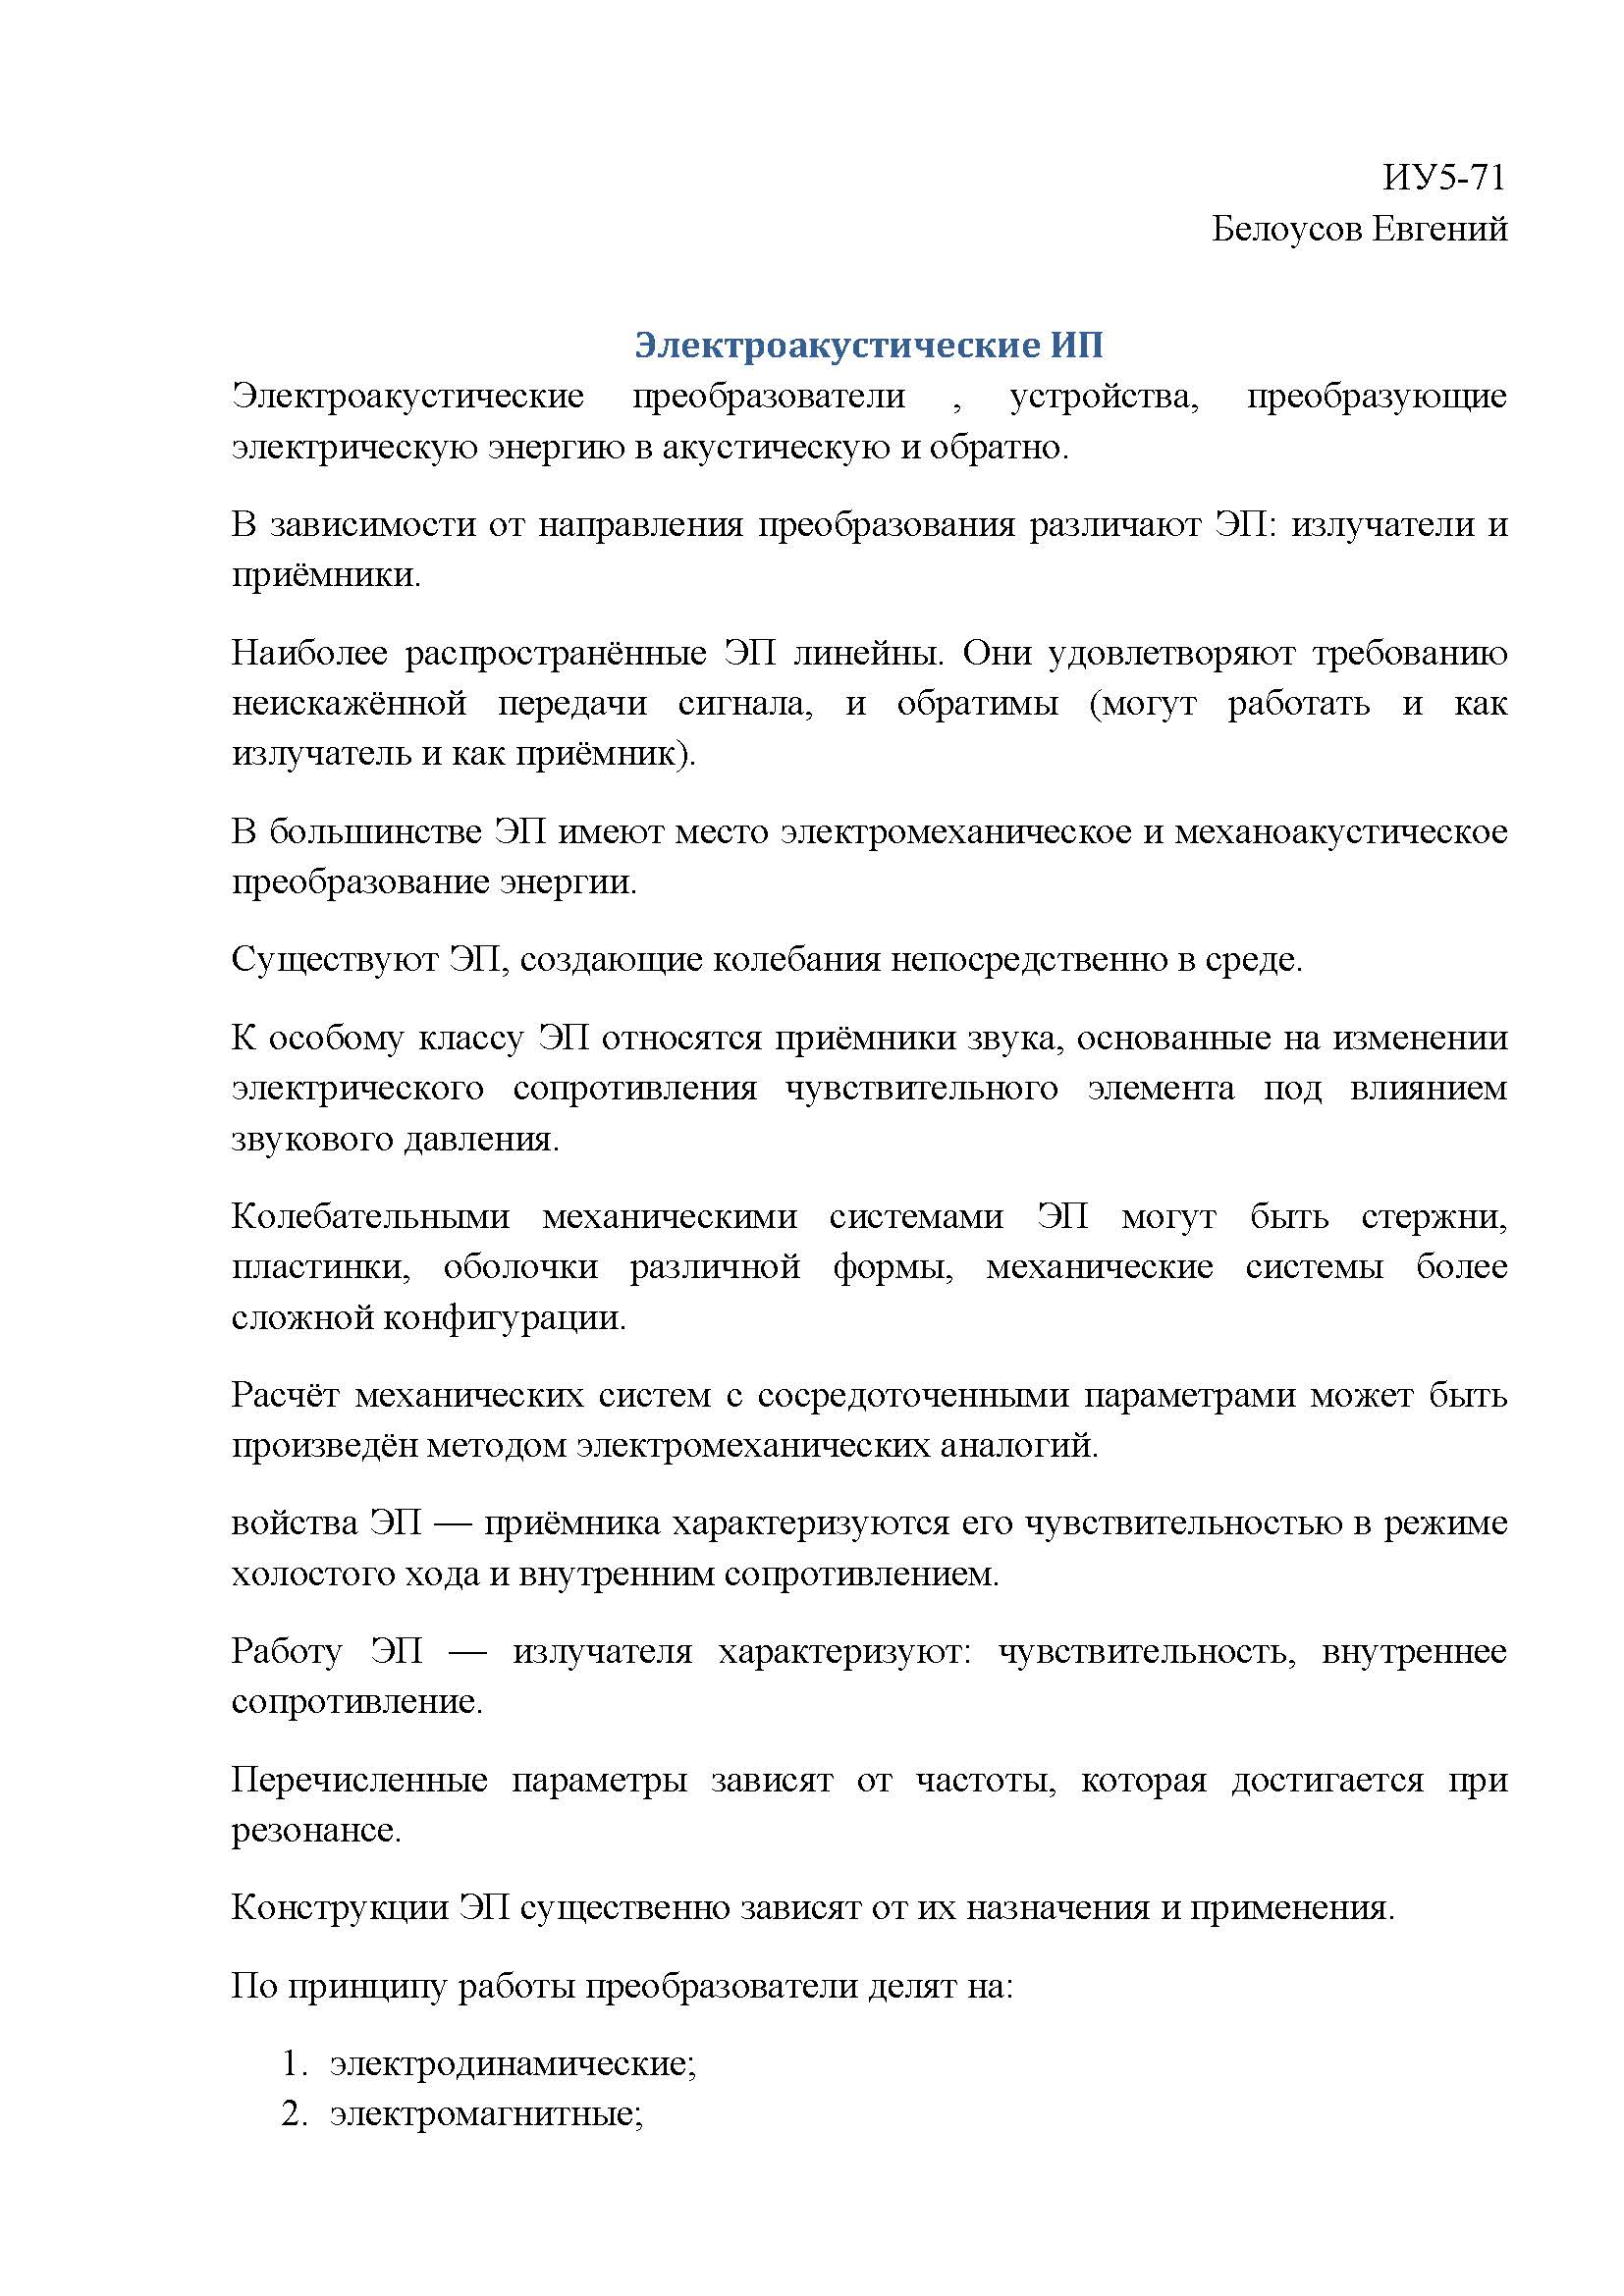 ИУ5-71
Белоусов Евгений
Электроакустические ИП
Электроакустические преобразователи , устройства, преобразующие
электрическую энергию в акустическую и обратно.
В зависимости от направления преобразования различают ЭП: излучатели и
приёмники.
Наиболее распространённые ЭП линейны. Они удовлетворяют требованию
неискажённой передачи сигнала, и обратимы (могут работать и как
излучатель и как приёмник).
В большинстве ЭП имеют место электромеханическое и механоакустическое
преобразование энергии.
Существуют ЭП, создающие колебания непосредственно в среде.
К особому классу ЭП относятся приёмники звука, основанные на изменении
электрического сопротивления чувствительного элемента под влиянием
звукового давления.
Колебательными механическими системами ЭП могут быть стержни,
пластинки, оболочки различной формы, механические системы более
сложной конфигурации.
Расчёт механических систем с сосредоточенными параметрами может быть
произведён методом электромеханических аналогий.
войства ЭП — приёмника характеризуются его чувствительностью в режиме
холостого хода и внутренним сопротивлением.
Работу ЭП — излучателя характеризуют: чувствительность, внутреннее
сопротивление.
Перечисленные параметры зависят от частоты, которая достигается при
резонансе.
Конструкции ЭП существенно зависят от их назначения и применения.
По принципу работы преобразователи делят на:
1. электродинамические;
2. электромагнитные;